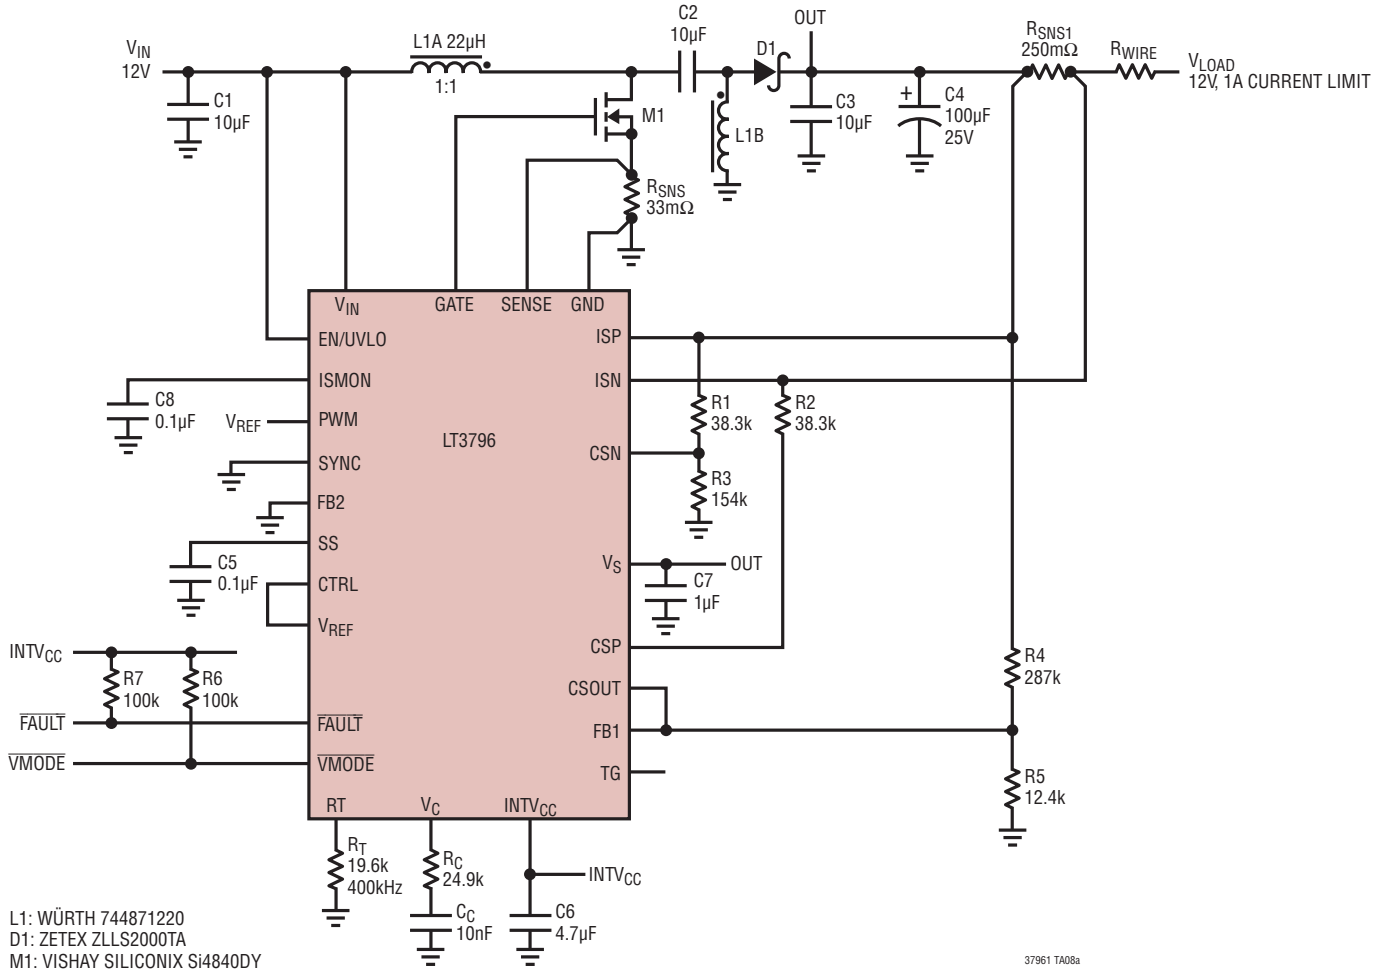 VIN
12V
L1A 22µH
1:1
C2
10µF
D1
OUT
RSNS1
250mΩ
RWIRE
VLOAD
12V, 1A CURRENT LIMIT
C1
10µF
M1
L1B
C3
10µF
+
C4
100µF
25V
RSNS
33mΩ
VIN
GATE
SENSE
GND
EN/UVLO
ISP
ISMON
ISN
C8
0.1µF
VREF
PWM
R1
38.3k
R2
38.3k
LT3796
SYNC
CSN
R3
154k
FB2
SS
C5
0.1µF
VS
OUT
C7
1µF
CTRL
VREF
CSP
INTVCC
R7
100k
R6
100k
R4
287k
CSOUT
FAULT
FAULT
FB1
VMODE
VMODE
TG
R5
12.4k
RT
VC
INTVCC
RT
19.6k
400kHz
RC
24.9k
INTVCC
CC
10nF
C6
4.7µF
L1: WÜRTH 744871220
D1: ZETEX ZLLS2000TA
M1: VISHAY SILICONIX Si4840DY
37961 TA08a